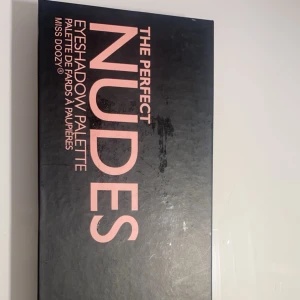 THE PERFECT
NUDES
EYESHADOW PALETTE
PALETTE DE FARDS À PAUPIÈRES
MISS DOOZY®